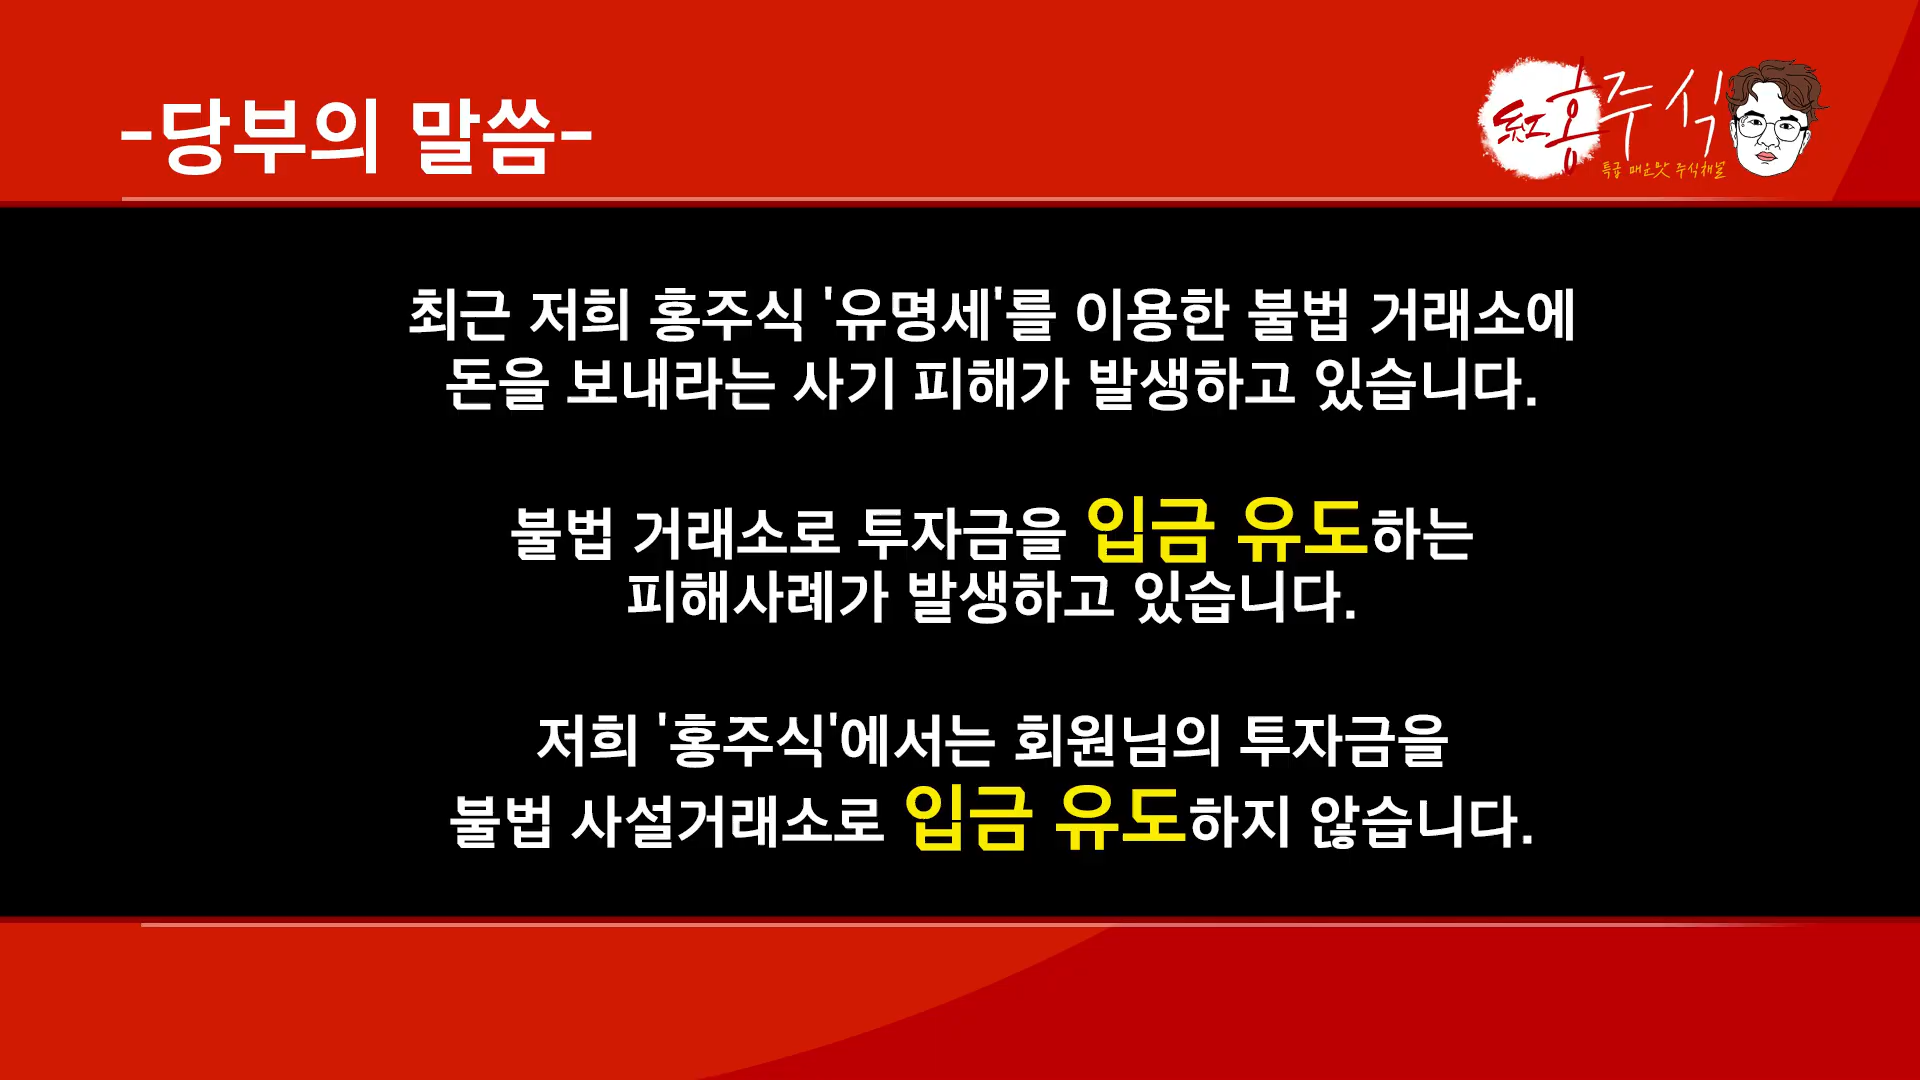 -당부의 말씀-
紅홍주식
특급 매운맛 주식채널
최근 저희 홍주식 '유명세'를 이용한 불법 거래소에
돈을 보내라는 사기 피해가 발생하고 있습니다.
불법 거래소로 투자금을 입금 유도하는
피해사례가 발생하고 있습니다.
저희 '홍주식'에서는 회원님의 투자금을
불법 사설거래소로 입금 유도하지 않습니다.